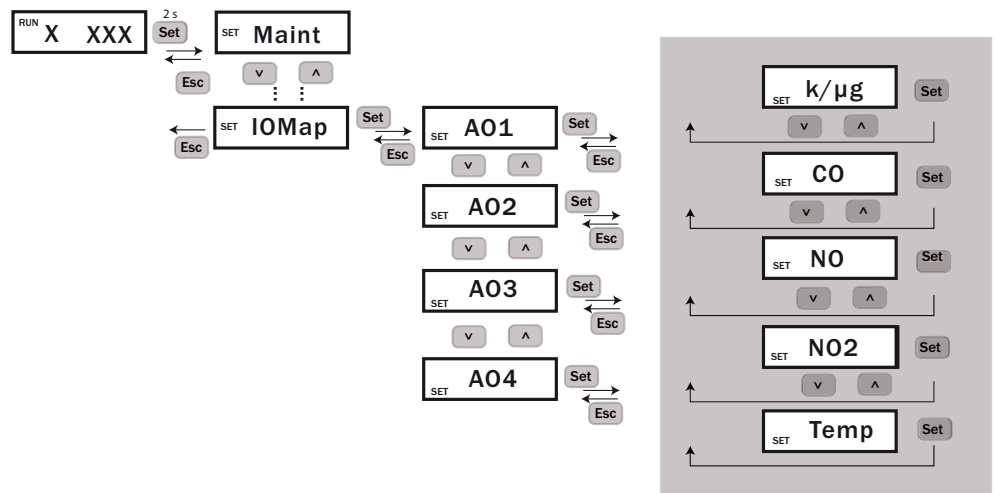 RUN X XXX
2 s
Set
Esc
SET Maint
v ^
SET IOMap
Set
Esc
Esc
SET AO1
Set
Esc
v ^
SET AO2
Set
Esc
v ^
SET AO3
Set
Esc
v ^
SET AO4
Set
Esc
SET k/µg
Set
v ^
SET CO
Set
v ^
SET NO
Set
v ^
SET NO2
Set
v ^
SET Temp
Set